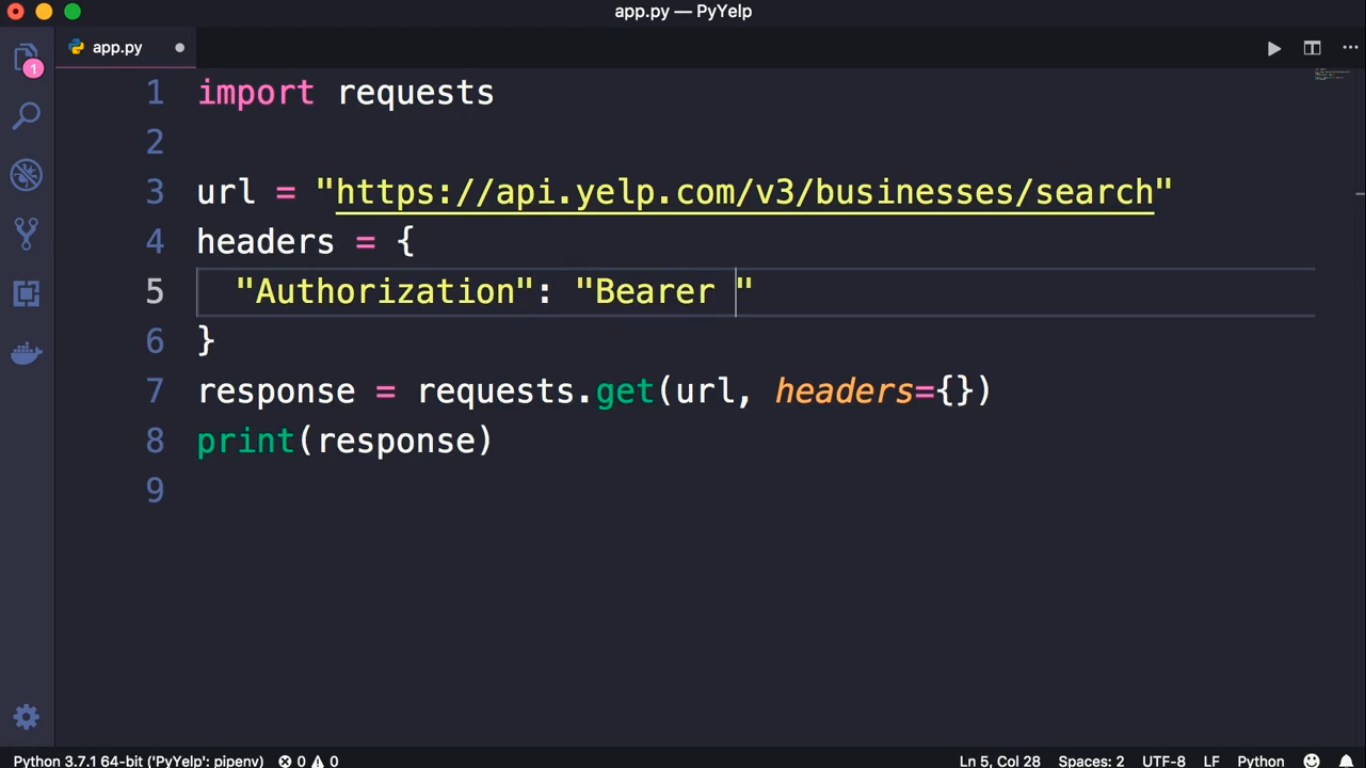 app.py — PyYelp
app.py
1
1 import requests
2
3 url = "https://api.yelp.com/v3/businesses/search"
4 headers = {
5 "Authorization": "Bearer "
6 }
7 response = requests.get(url, headers={})
8 print(response)
9
Python 3.7.1 64-bit ('PyYelp': pipenv) 0 0 Ln 5, Col 28 Spaces: 2 UTF-8 LF Python